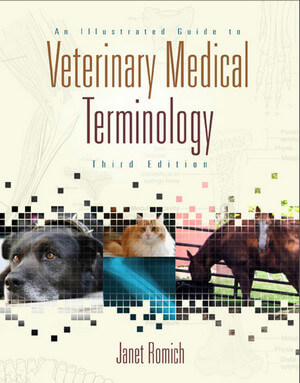 An Illustrated Guide to
Veterinary Medical
Terminology
Third Edition
Janet Romich